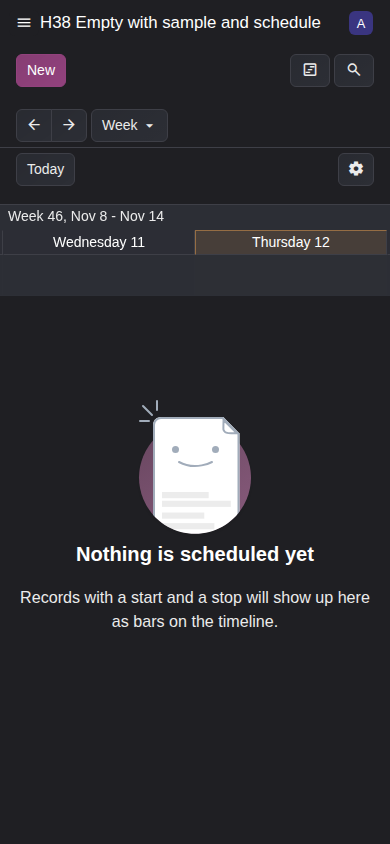 H38 Empty with sample and schedule
A
New
Week
Today
Week 46, Nov 8 - Nov 14
Wednesday 11
Thursday 12
Nothing is scheduled yet
Records with a start and a stop will show up here
as bars on the timeline.